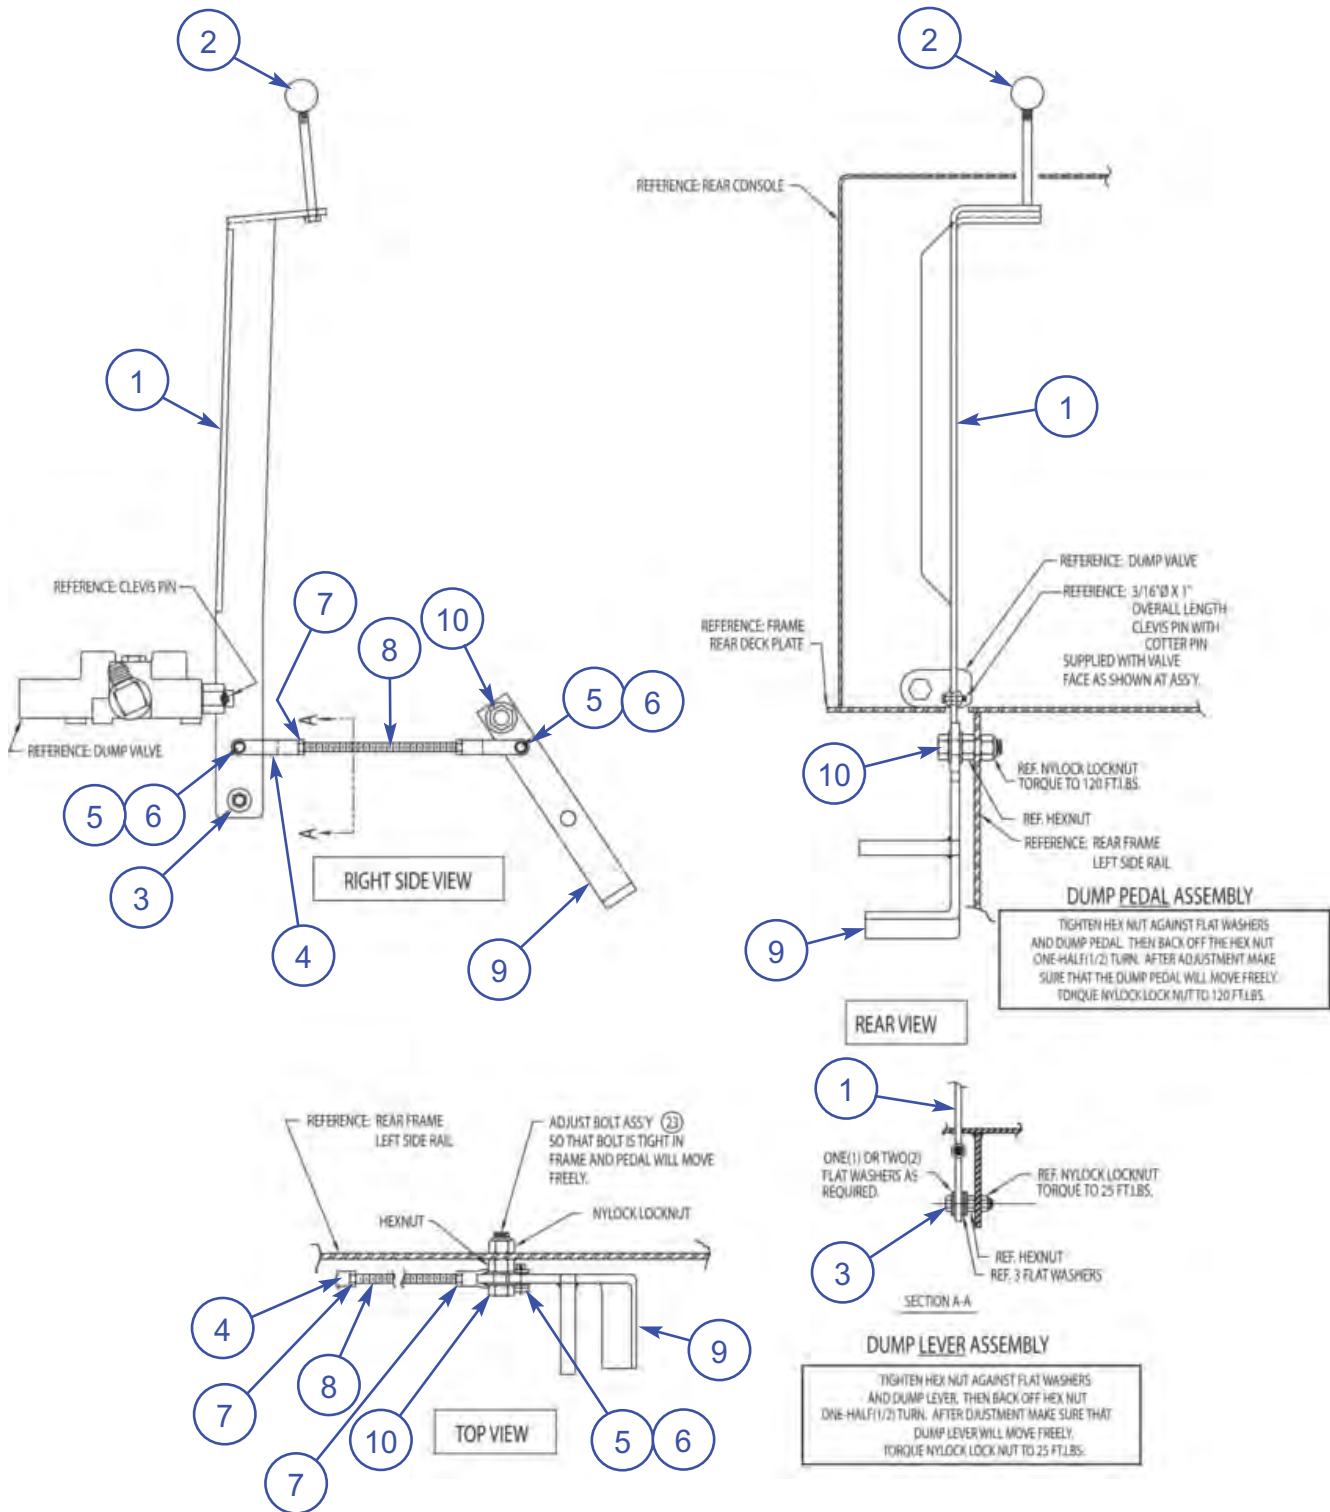 2
2
REFERENCE: REAR CONSOLE
1
1
REFERENCE: CLEVIS PIN
7
8
10
5 6
REFERENCE: DUMP VALVE
REFERENCE: 3/16"Ø X 1"
OVERALL LENGTH
CLEVIS PIN WITH
COTTER PIN
SUPPLIED WITH VALVE
FACE AS SHOWN AT ASS'Y.
REFERENCE: FRAME
REAR DECK PLATE
REFERENCE: DUMP VALVE
A
A
5 6
3
4
9
RIGHT SIDE VIEW
10
REF. NYLOCK LOCKNUT
TORQUE TO 120 FT.LBS.
REF. HEXNUT
REFERENCE: REAR FRAME
LEFT SIDE RAIL
9
DUMP PEDAL ASSEMBLY
TIGHTEN HEX NUT AGAINST FLAT WASHERS
AND DUMP PEDAL. THEN BACK OFF THE HEX NUT
ONE-HALF(1/2) TURN. AFTER ADJUSTMENT MAKE
SURE THAT THE DUMP PEDAL WILL MOVE FREELY.
TORQUE NYLOCK LOCK NUT TO 120 FT.LBS.
REAR VIEW
REFERENCE: REAR FRAME
LEFT SIDE RAIL
ADJUST BOLT ASS'Y 23
SO THAT BOLT IS TIGHT IN
FRAME AND PEDAL WILL MOVE
FREELY.
HEXNUT
NYLOCK LOCKNUT
4
7
8
7
10
5 6
9
TOP VIEW
1
ONE(1) OR TWO(2)
FLAT WASHERS AS
REQUIRED.
REF. NYLOCK LOCKNUT
TORQUE TO 25 FT.LBS.
3
REF. HEXNUT
REF. 3 FLAT WASHERS
SECTION A-A
DUMP LEVER ASSEMBLY
TIGHTEN HEX NUT AGAINST FLAT WASHERS
AND DUMP LEVER, THEN BACK OFF HEX NUT
ONE-HALF(1/2) TURN. AFTER DJUSTMENT MAKE SURE THAT
DUMP LEVER WILL MOVE FREELY.
TORQUE NYLOCK LOCK NUT TO 25 FT.LBS.